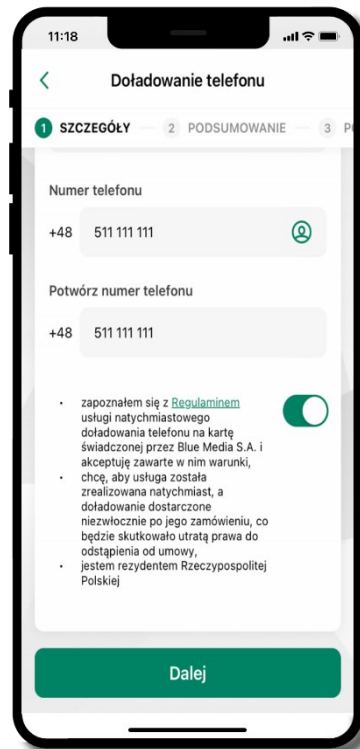 11:18
Doładowanie telefonu
1 SZCZEGÓŁY 2 PODSUMOWANIE 3
Numer telefonu
+48 511 111 111
Potwórz numer telefonu
+48 511 111 111
• zapoznałem się z Regulaminem
usługi natychmiastowego
doładowania telefonu na kartę
świadczonej przez Blue Media S.A. i
akceptuję zawarte w nim warunki,
• chcę, aby usługa została
zrealizowana natychmiast, a
doładowanie dostarczone
niezwłocznie po jego zamówieniu, co
będzie skutkowało utratą prawa do
odstąpienia od umowy,
• jestem rezydentem Rzeczypospolitej
Polskiej
Dalej